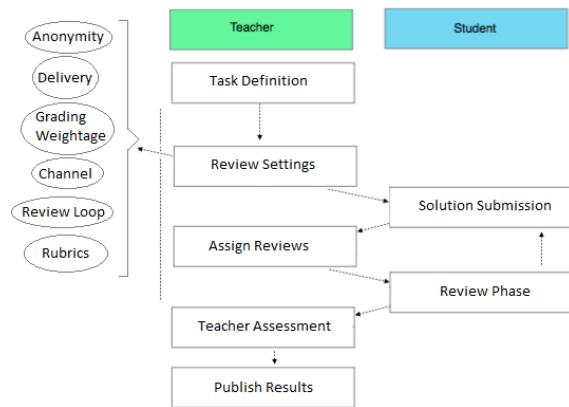 Teacher
Student
Anonymity
Delivery
Grading
Weightage
Channel
Review Loop
Rubrics
Task Definition
Review Settings
Solution Submission
Assign Reviews
Review Phase
Teacher Assessment
Publish Results